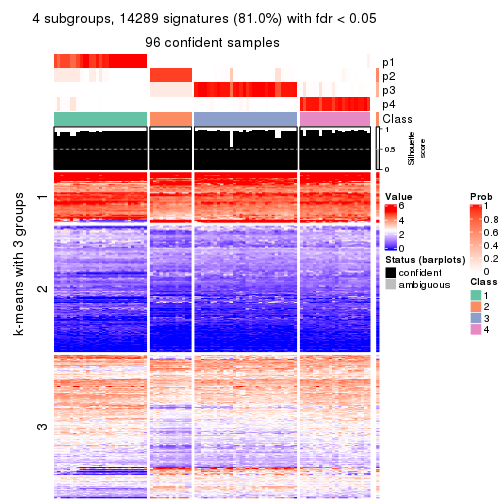 4 subgroups, 14289 signatures (81.0%) with fdr < 0.05
96 confident samples
p1
p2
p3
p4
Class
1
0.5
0
Silhouette
score
k-means with 3 groups
1
2
3
Value
6
4
2
0
Status (barplots)
confident
ambiguous
Prob
1
0.8
0.6
0.4
0.2
0
Class
1
2
3
4